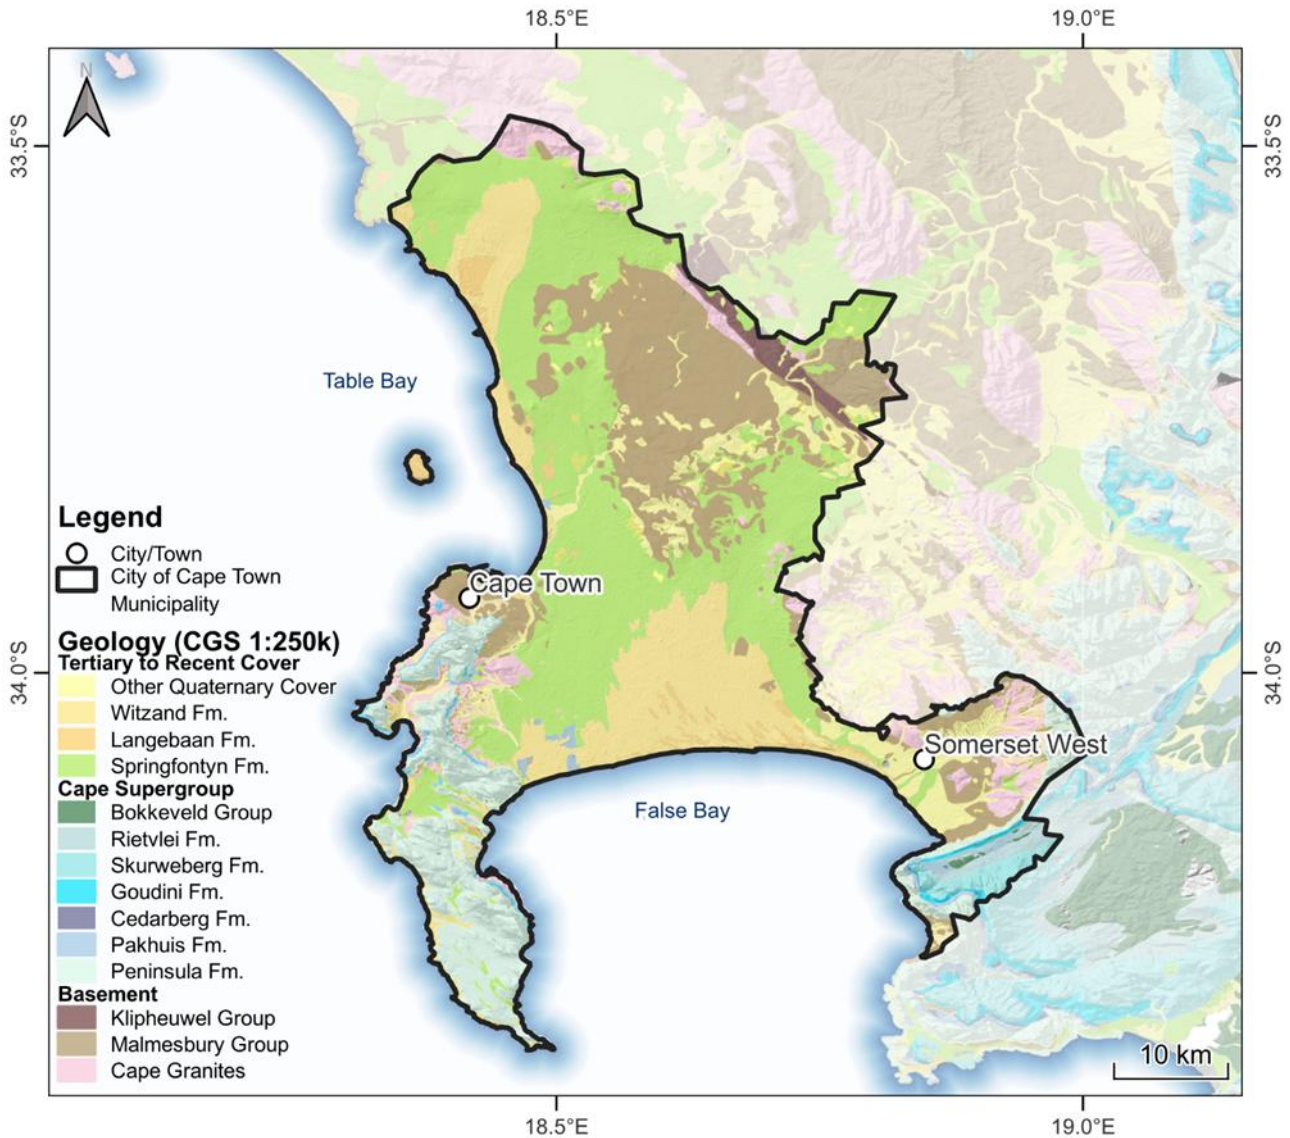 18.5°E 19.0°E
N
33.5°S 33.5°S
Table Bay
Legend
City/Town
City of Cape Town
Municipality
Cape Town
Geology (CGS 1:250k)
Tertiary to Recent Cover
Other Quaternary Cover
34.0°S 34.0°S
Witzand Fm.
Langebaan Fm.
Somerset West
Springfontyn Fm.
Cape Supergroup
Bokkeveld Group
False Bay
Rietvlei Fm.
Skurweberg Fm.
Goudini Fm.
Cedarberg Fm.
Pakhuis Fm.
Peninsula Fm.
Basement
Klipheuwel Group
Malmesbury Group
Cape Granites
10 km
18.5°E 19.0°E